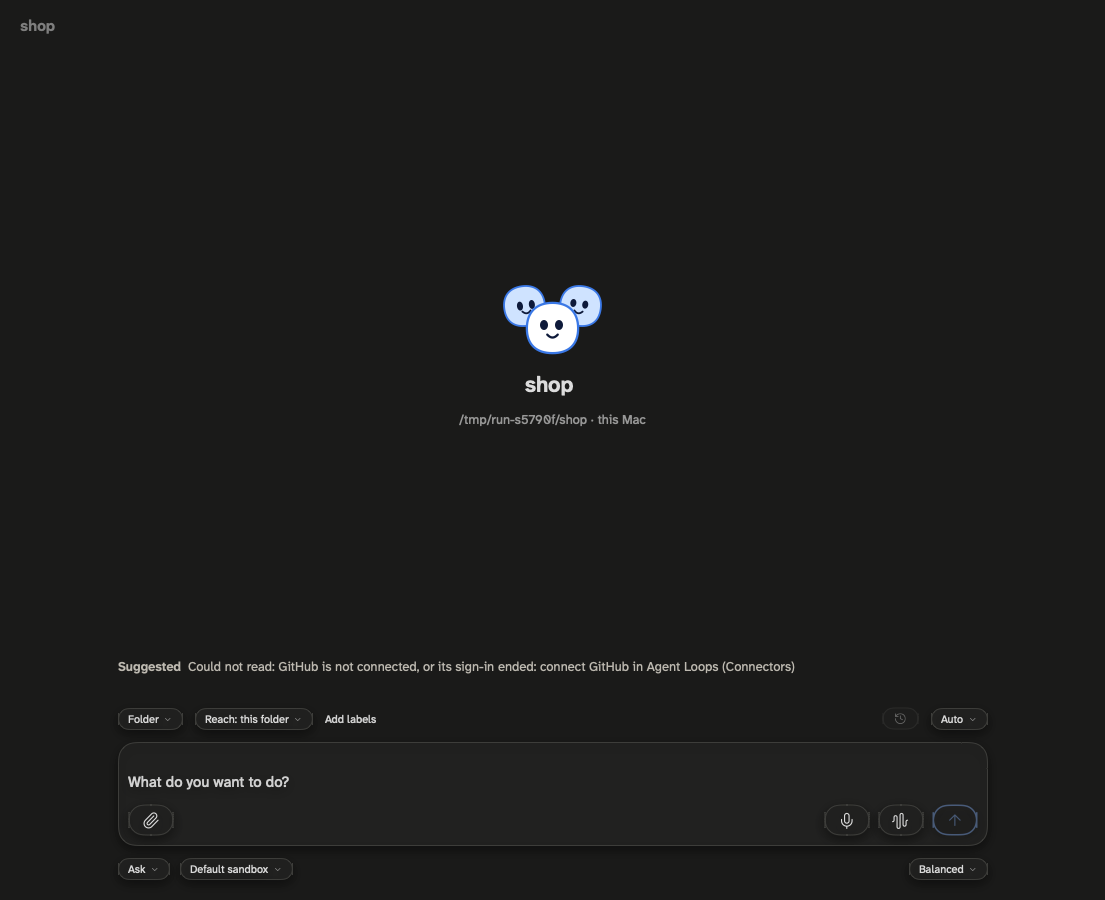 shop
shop
/tmp/run-s5790f/shop · this Mac
Suggested Could not read: GitHub is not connected, or its sign-in ended: connect GitHub in Agent Loops (Connectors)
Folder Reach: this folder Add labels Auto
What do you want to do?
Ask Default sandbox Balanced